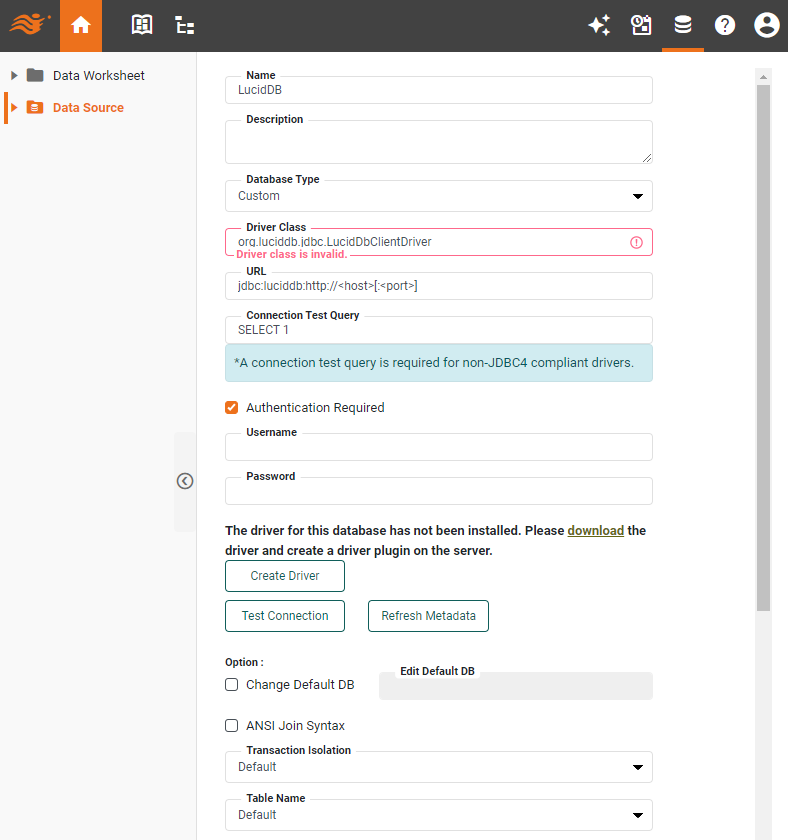 Data Worksheet
Data Source
Name
LucidDB
Description
Database Type
Custom
Driver Class
org.luciddb.jdbc.LucidDbClientDriver
Driver class is invalid.
URL
jdbc:luciddb:http://<host>[:<port>]
Connection Test Query
SELECT 1
*A connection test query is required for non-JDBC4 compliant drivers.
Authentication Required
Username
Password
The driver for this database has not been installed. Please download the
driver and create a driver plugin on the server.
Create Driver
Test Connection
Refresh Metadata
Option :
Edit Default DB
Change Default DB
ANSI Join Syntax
Transaction Isolation
Default
Table Name
Default